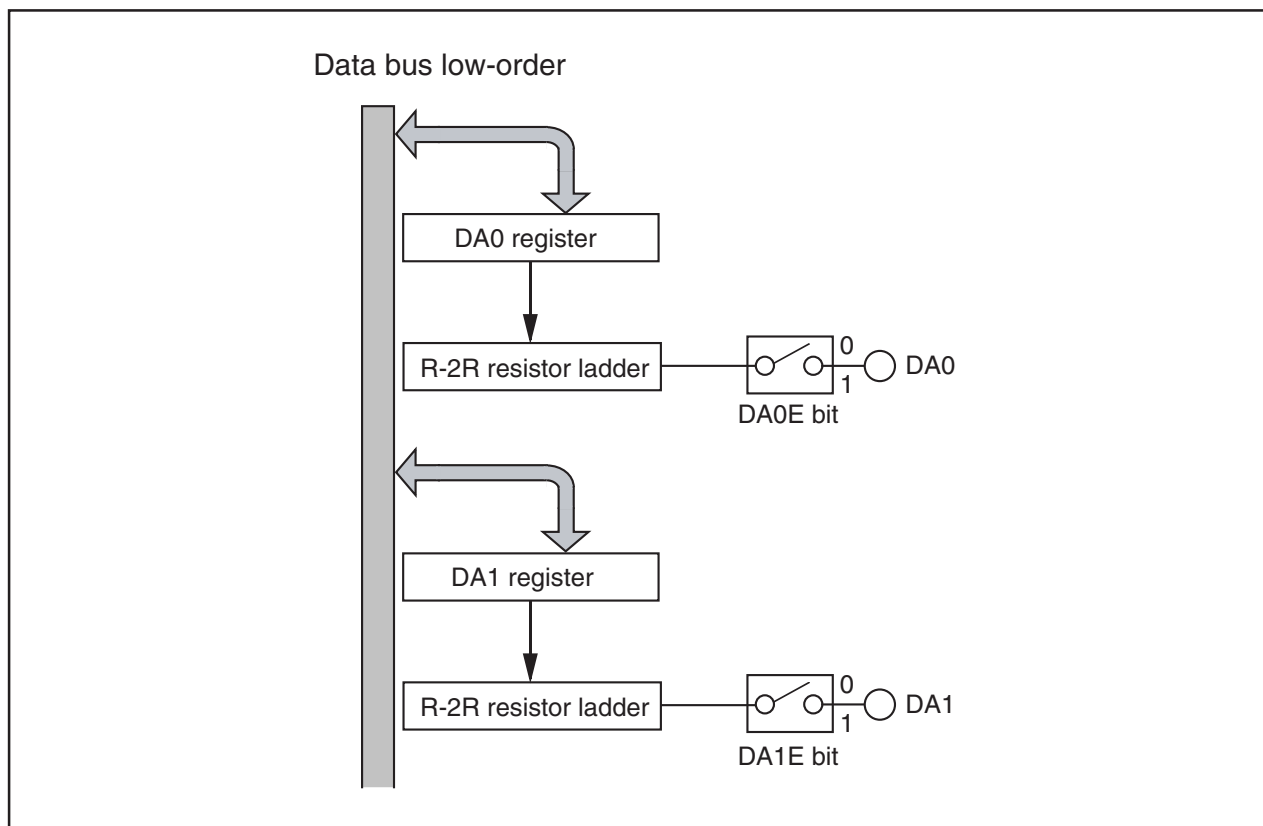 Data bus low-order
DA0 register
R-2R resistor ladder
0
1
DA0
DA0E bit
DA1 register
R-2R resistor ladder
0
1
DA1
DA1E bit